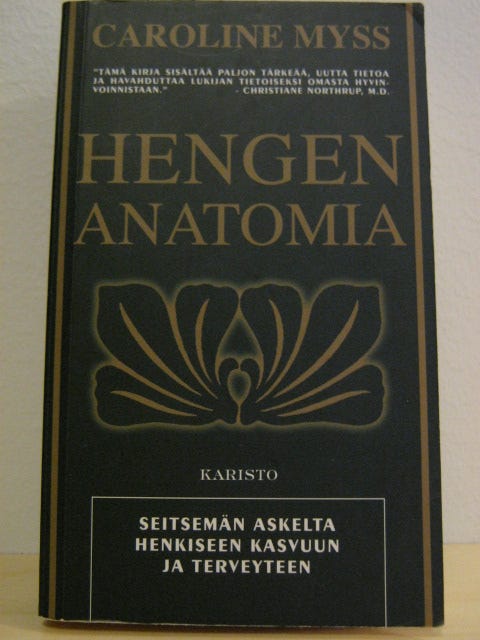 CAROLINE MYSS
"TÄMÄ KIRJA SISÄLTÄÄ PALJON TÄRKEÄÄ, UUTTA TIETOA
JA HAVAHDUTTAA LUKIJAN TIETOISEKSI OMASTA HYVIN-
VOINNISTAAN." - CHRISTIANE NORTHRUP, M.D.
HENGEN
ANATOMIA
KARISTO
SEITSEMÄN ASKELTA
HENKISEEN KASVUUN
JA TERVEYTEEN